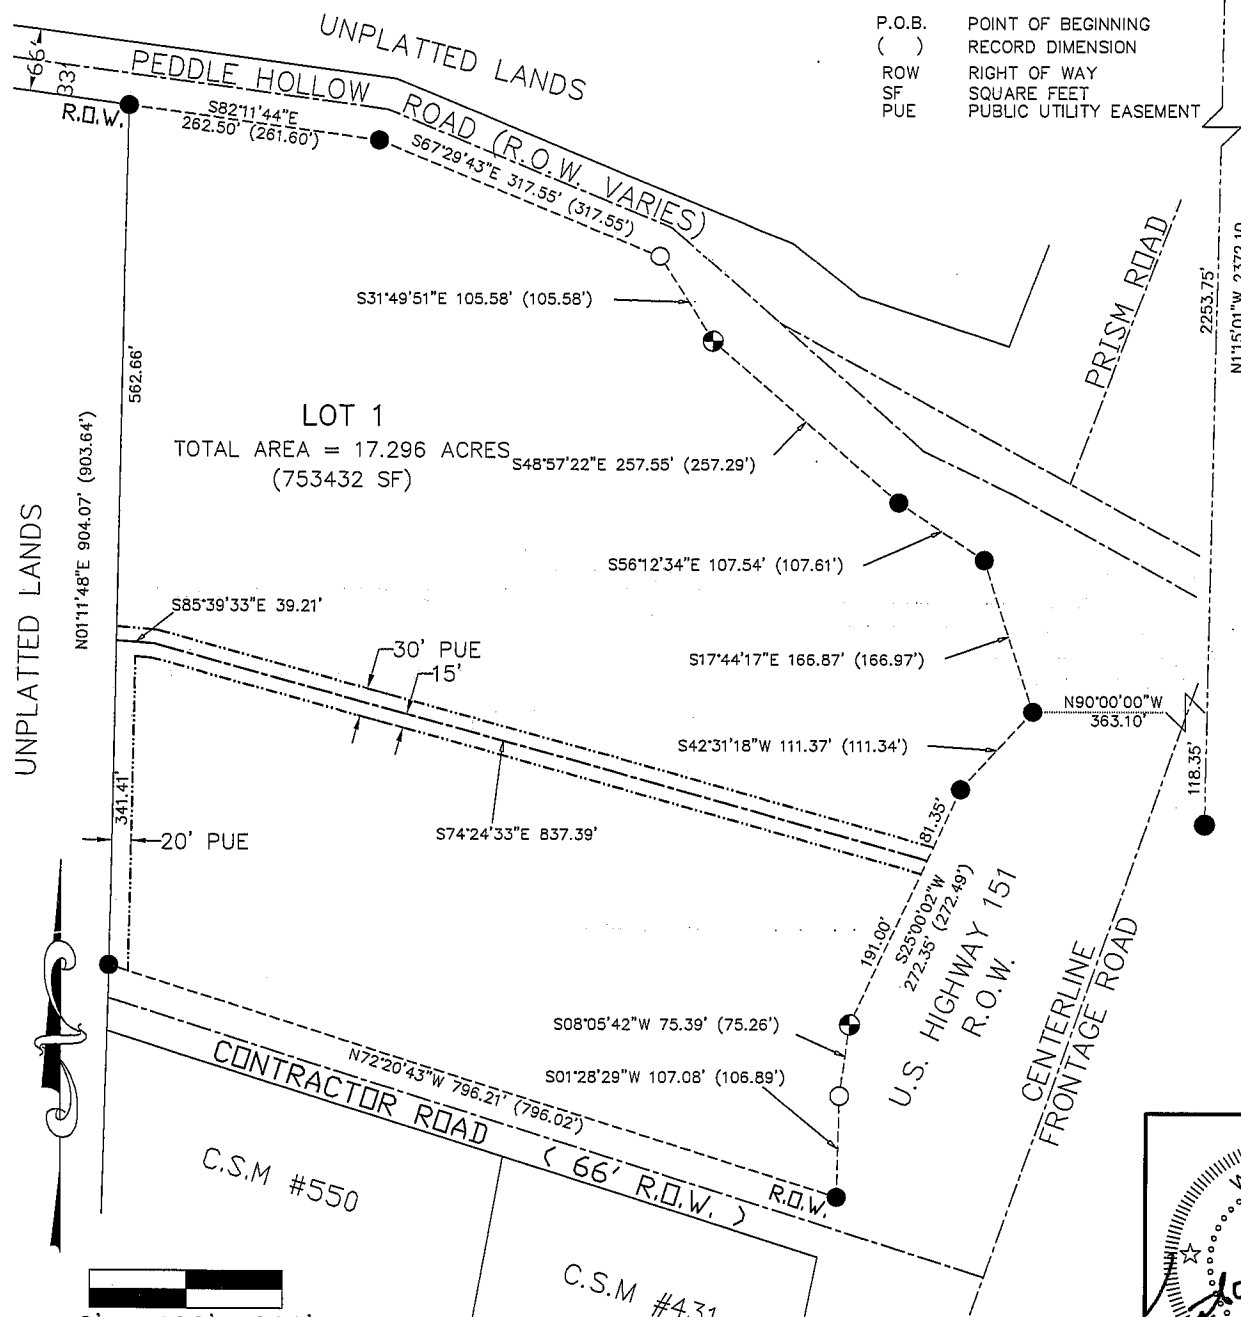 P.O.B. POINT OF BEGINNING
( ) RECORD DIMENSION
ROW RIGHT OF WAY
SF SQUARE FEET
PUE PUBLIC UTILITY EASEMENT
UNPLATTED LANDS
66'
33'
PEDDLE HOLLOW ROAD (R.O.W. VARIES)
R.O.W.
S82°11'44"E
262.50' (261.60')
S67°29'43"E 317.55' (317.55')
PRISM ROAD
2253.75'
N1°15'01"W 2372.10
S31°49'51"E 105.58' (105.58')
562.66'
LOT 1
TOTAL AREA = 17.296 ACRES
(753432 SF)
S48°57'22"E 257.55' (257.29')
UNPLATTED LANDS
N01°11'48"E 904.07' (903.64')
S56°12'34"E 107.54' (107.61')
S85°39'33"E 39.21'
30' PUE
15'
S17°44'17"E 166.87' (166.97')
N90°00'00"W
363.10'
S42°31'18"W 111.37' (111.34')
118.35'
341.41'
20' PUE
S74°24'33"E 837.39'
81.35'
191.00'
S25°00'02"W
272.35' (272.49')
U.S. HIGHWAY 151
R.O.W.
CENTERLINE
FRONTAGE ROAD
S08°05'42"W 75.39' (75.26')
S01°28'29"W 107.08' (106.89')
N72°20'43"W 796.21' (796.02')
CONTRACTOR ROAD ( 66' R.O.W. )
R.O.W.
C.S.M #550
C.S.M #431